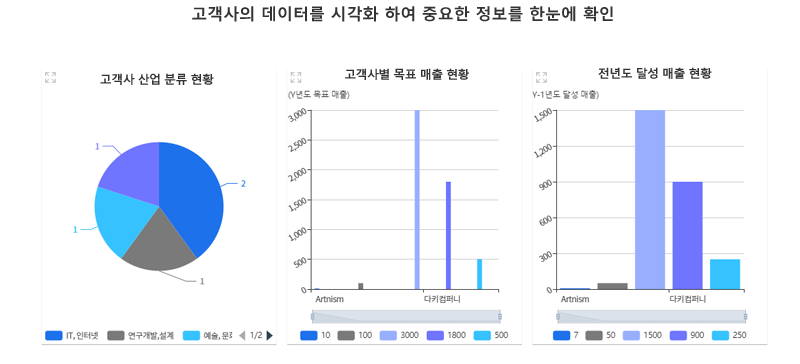 고객사의 데이터를 시각화 하여 중요한 정보를 한눈에 확인
고객사 산업 분류 현황
1
2
1
1
IT, 인터넷
연구개발,설계
예술, 문화
1/2
고객사별 목표 매출 현황
(Y년도 목표 매출)
3,000
2,500
2,000
1,500
1,000
500
0
Artnism
다키컴퍼니
10
100
3000
1800
500
전년도 달성 매출 현황
Y-1년도 달성 매출)
1,500
1,200
900
600
300
0
Artnism
다키컴퍼니
7
50
1500
900
250